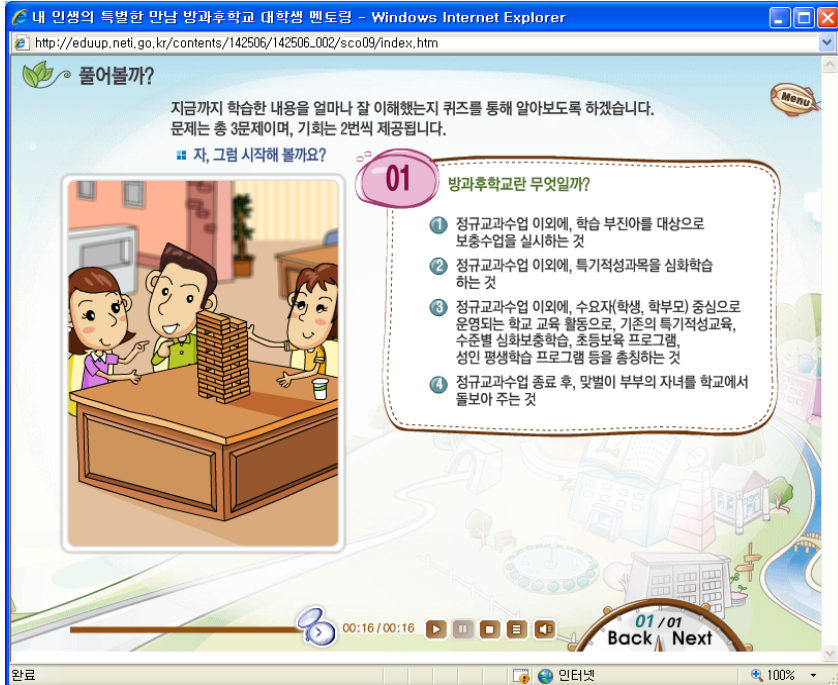 내 인생의 특별한 만남 방과후학교 대학생 멘토링 - Windows Internet Explorer
http://eduup.neti.go.kr/contents/142506/142506_002/sco09/index.htm
풀어볼까?
Menu
지금까지 학습한 내용을 얼마나 잘 이해했는지 퀴즈를 통해 알아보도록 하겠습니다.
문제는 총 3문제이며, 기회는 2번씩 제공됩니다.
자, 그럼 시작해 볼까요?
01
방과후학교란 무엇일까?
1 정규교과수업 이외에, 학습 부진아를 대상으로
보충수업을 실시하는 것
2 정규교과수업 이외에, 특기적성과목을 심화학습
하는 것
3 정규교과수업 이외에, 수요자(학생, 학부모) 중심으로
운영되는 학교 교육 활동으로, 기존의 특기적성교육,
수준별 심화보충학습, 초등보육 프로그램,
성인 평생학습 프로그램 등을 총칭하는 것
4 정규교과수업 종료 후, 맞벌이 부부의 자녀를 학교에서
돌보아 주는 것
00:16 / 00:16
01 / 01
Back Next
완료
인터넷
100%